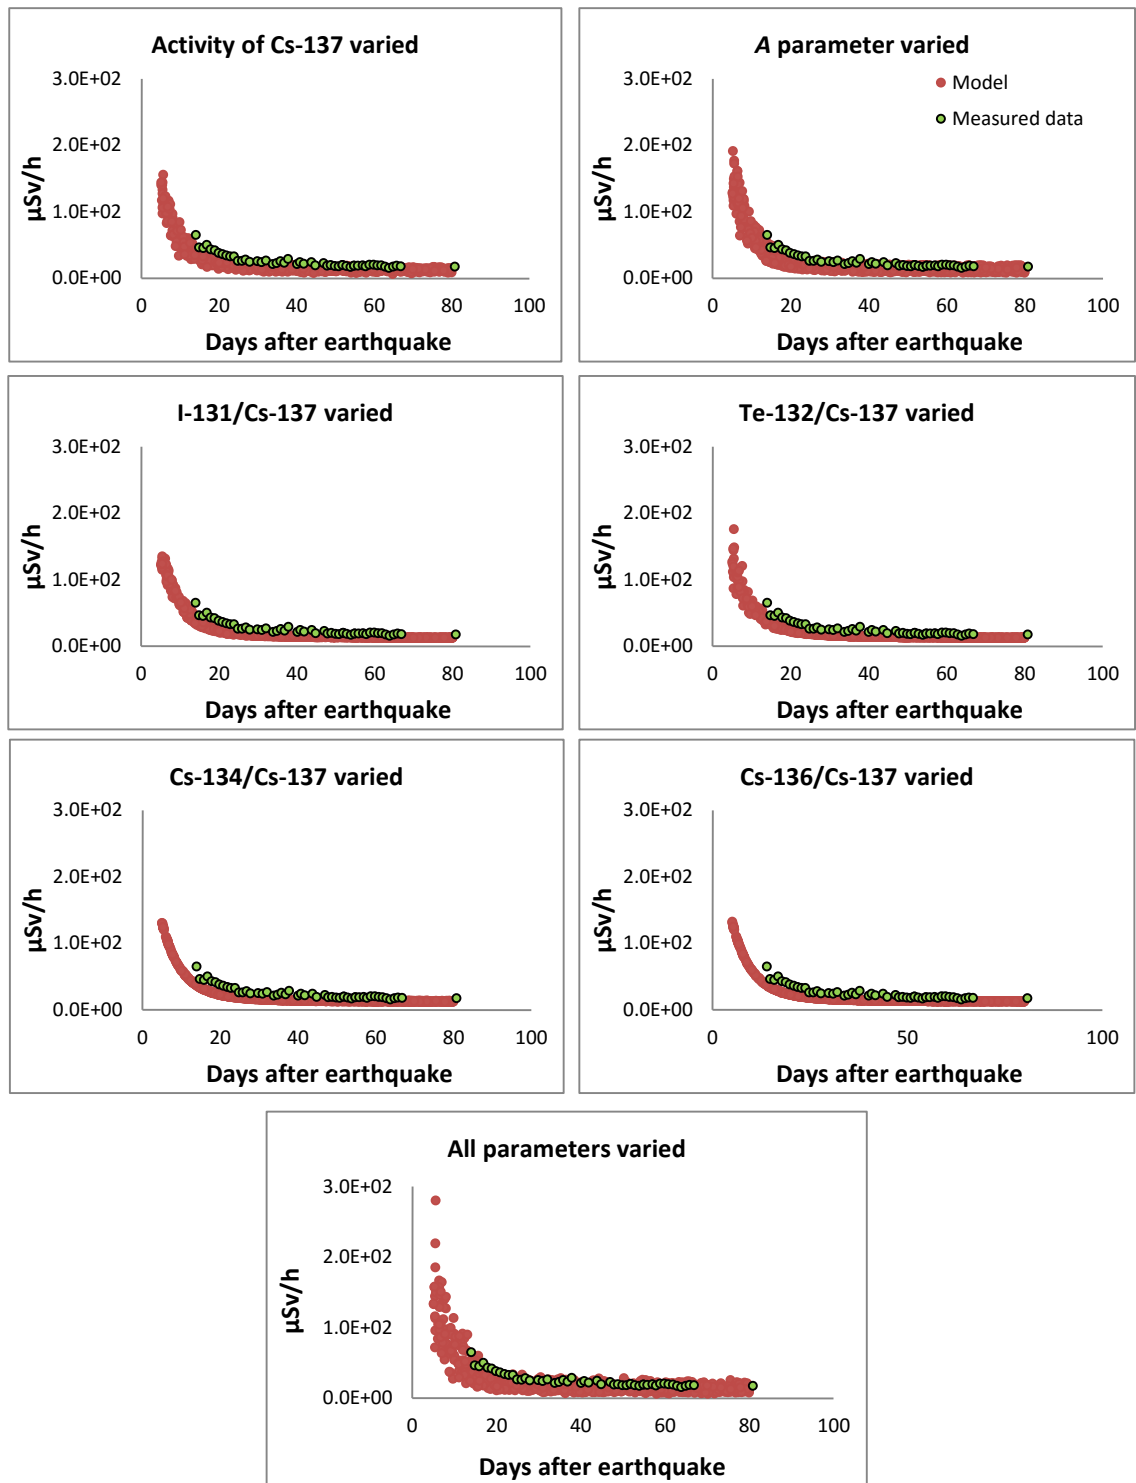 Activity of Cs-137 varied
3.0E+02
2.0E+02
1.0E+02
0.0E+00
µSv/h
0 20 40 60 80 100
Days after earthquake
A parameter varied
3.0E+02
2.0E+02
1.0E+02
0.0E+00
µSv/h
Model
Measured data
0 20 40 60 80 100
Days after earthquake
I-131/Cs-137 varied
3.0E+02
2.0E+02
1.0E+02
0.0E+00
µSv/h
0 20 40 60 80 100
Days after earthquake
Te-132/Cs-137 varied
3.0E+02
2.0E+02
1.0E+02
0.0E+00
µSv/h
0 20 40 60 80 100
Days after earthquake
Cs-134/Cs-137 varied
3.0E+02
2.0E+02
1.0E+02
0.0E+00
µSv/h
0 20 40 60 80 100
Days after earthquake
Cs-136/Cs-137 varied
3.0E+02
2.0E+02
1.0E+02
0.0E+00
µSv/h
0 50 100
Days after earthquake
All parameters varied
3.0E+02
2.0E+02
1.0E+02
0.0E+00
µSv/h
0 20 40 60 80 100
Days after earthquake